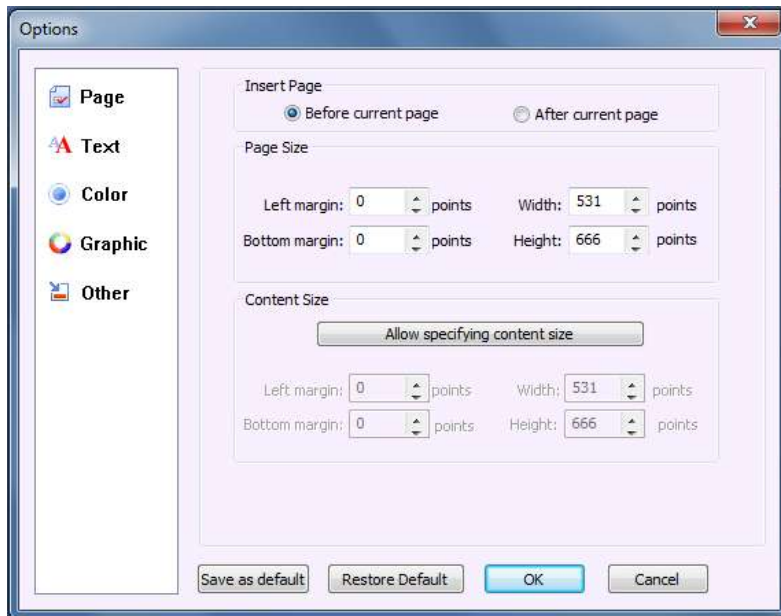 Options
Page
Text
Color
Graphic
Other
Insert Page
Before current page After current page
Page Size
Left margin: 0 points Width: 531 points
Bottom margin: 0 points Height: 666 points
Content Size
Allow specifying content size
Left margin: 0 points Width: 531 points
Bottom margin: 0 points Height: 666 points
Save as default Restore Default OK Cancel